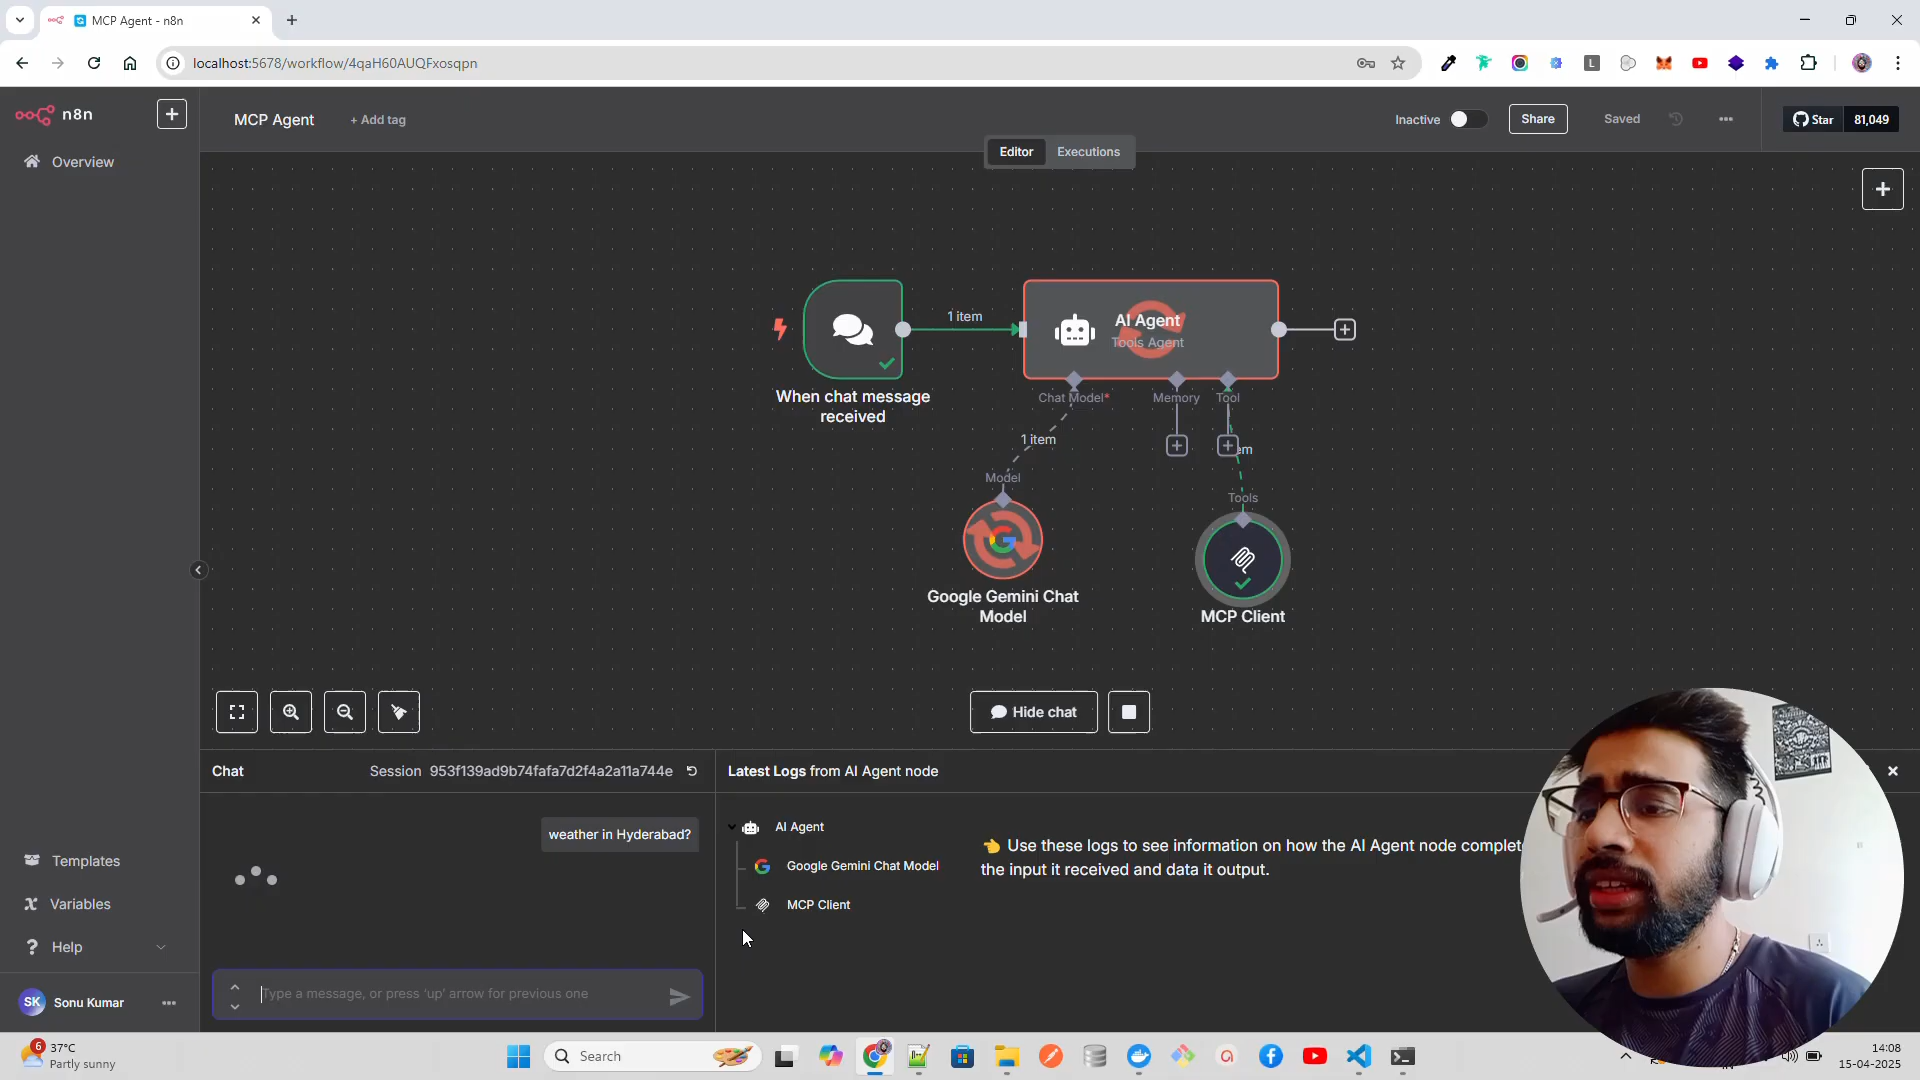 MCP Agent - n8n
localhost:5678/workflow/4qaH60AUQFxosqpn
n8n
MCP Agent
+ Add tag
Inactive
Share
Saved
Star
81,049
Editor
Executions
Overview
1 item
AI Agent
Tools Agent
When chat message
received
Chat Model*
Memory
Tool
1 item
em
Model
Tools
Google Gemini Chat
Model
MCP Client
Hide chat
Chat
Session 953f139ad9b74fafa7d2f4a2a11a744e
Latest Logs from AI Agent node
weather in Hyderabad?
AI Agent
Google Gemini Chat Model
MCP Client
👈 Use these logs to see information on how the AI Agent node complet
the input it received and data it output.
Templates
Variables
Help
SK
Sonu Kumar
Type a message, or press 'up' arrow for previous one
6
37°C
Partly sunny
Search
14:08
15-04-2025